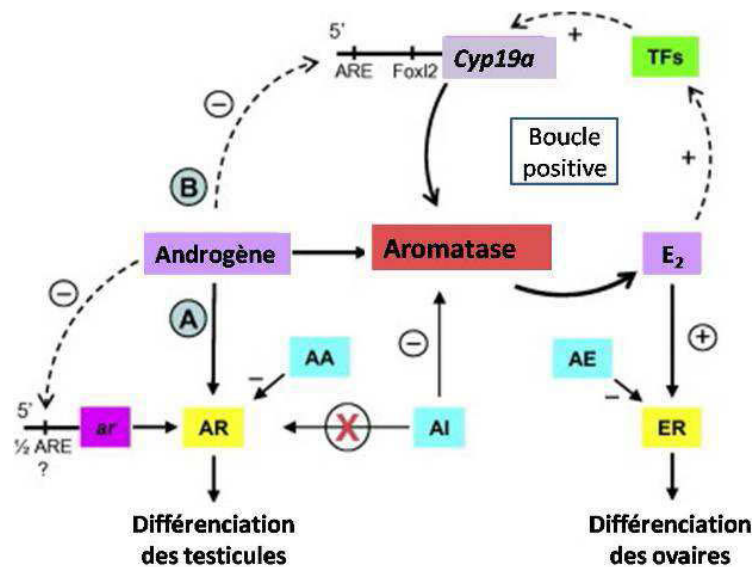 5'
Cyp19a
+
TFs
ARE
Foxl2
−
Boucle
positive
+
B
Androgène
Aromatase
E₂
−
A
−
+
AA
AE
−
−
5'
ar
AR
X
AI
ER
½ ARE
?
Différenciation
des testicules
Différenciation
des ovaires